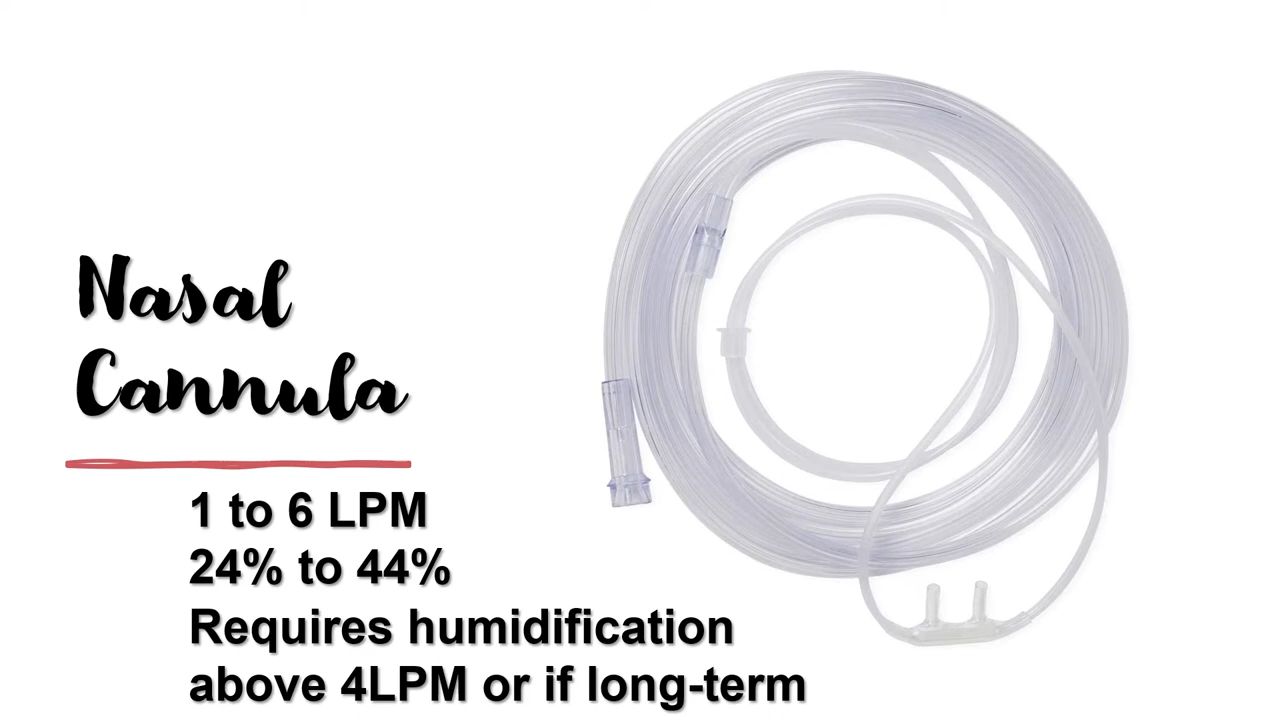 Nasal
Cannula
1 to 6 LPM
24% to 44%
Requires humidification
above 4LPM or if long-term